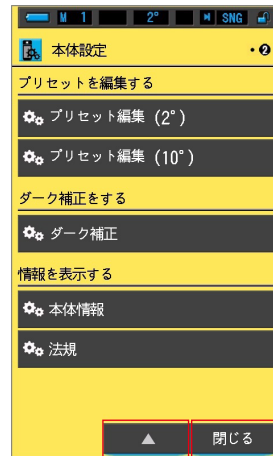 M 1 2° SNG
本体設定 ・❷
プリセットを編集する
プリセット編集 (2°)
プリセット編集 (10°)
ダーク補正をする
ダーク補正
情報を表示する
本体情報
法規
▲ 閉じる